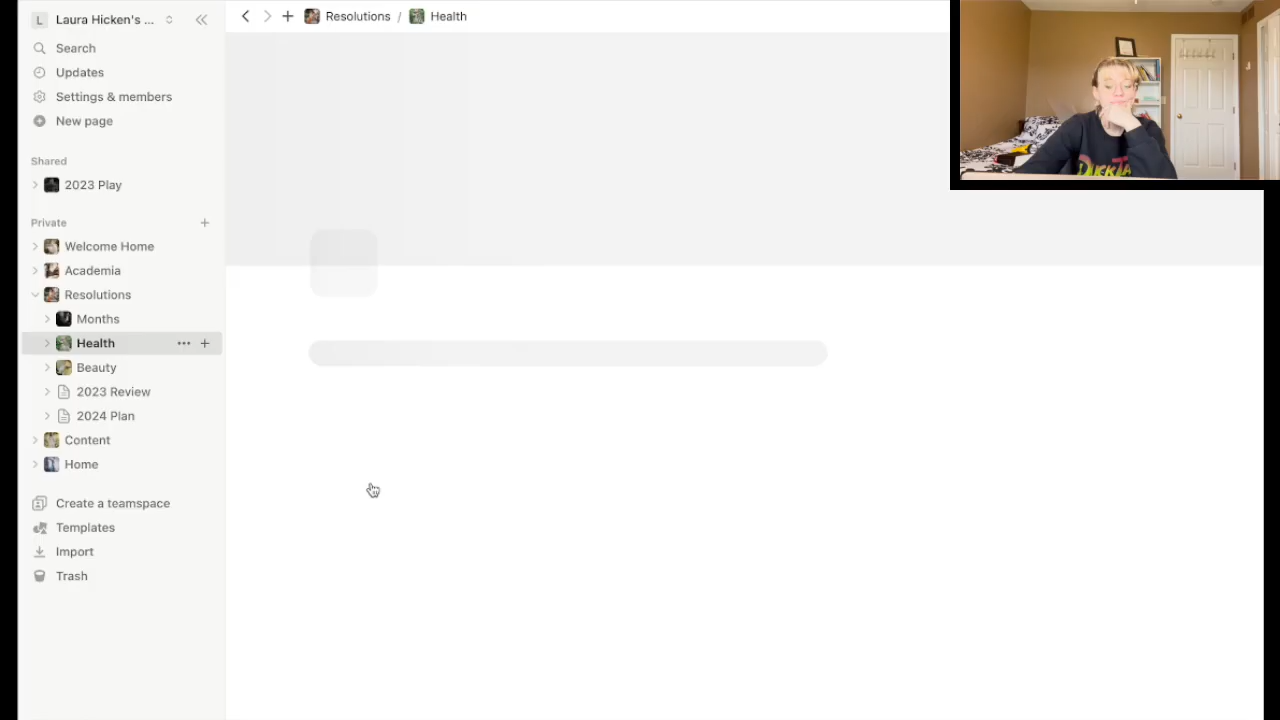 L Laura Hicken's ...
Resolutions / Health
Search
Updates
Settings & members
New page
Shared
2023 Play
Private
Welcome Home
Academia
Resolutions
Months
Health
Beauty
2023 Review
2024 Plan
Content
Home
Create a teamspace
Templates
Import
Trash